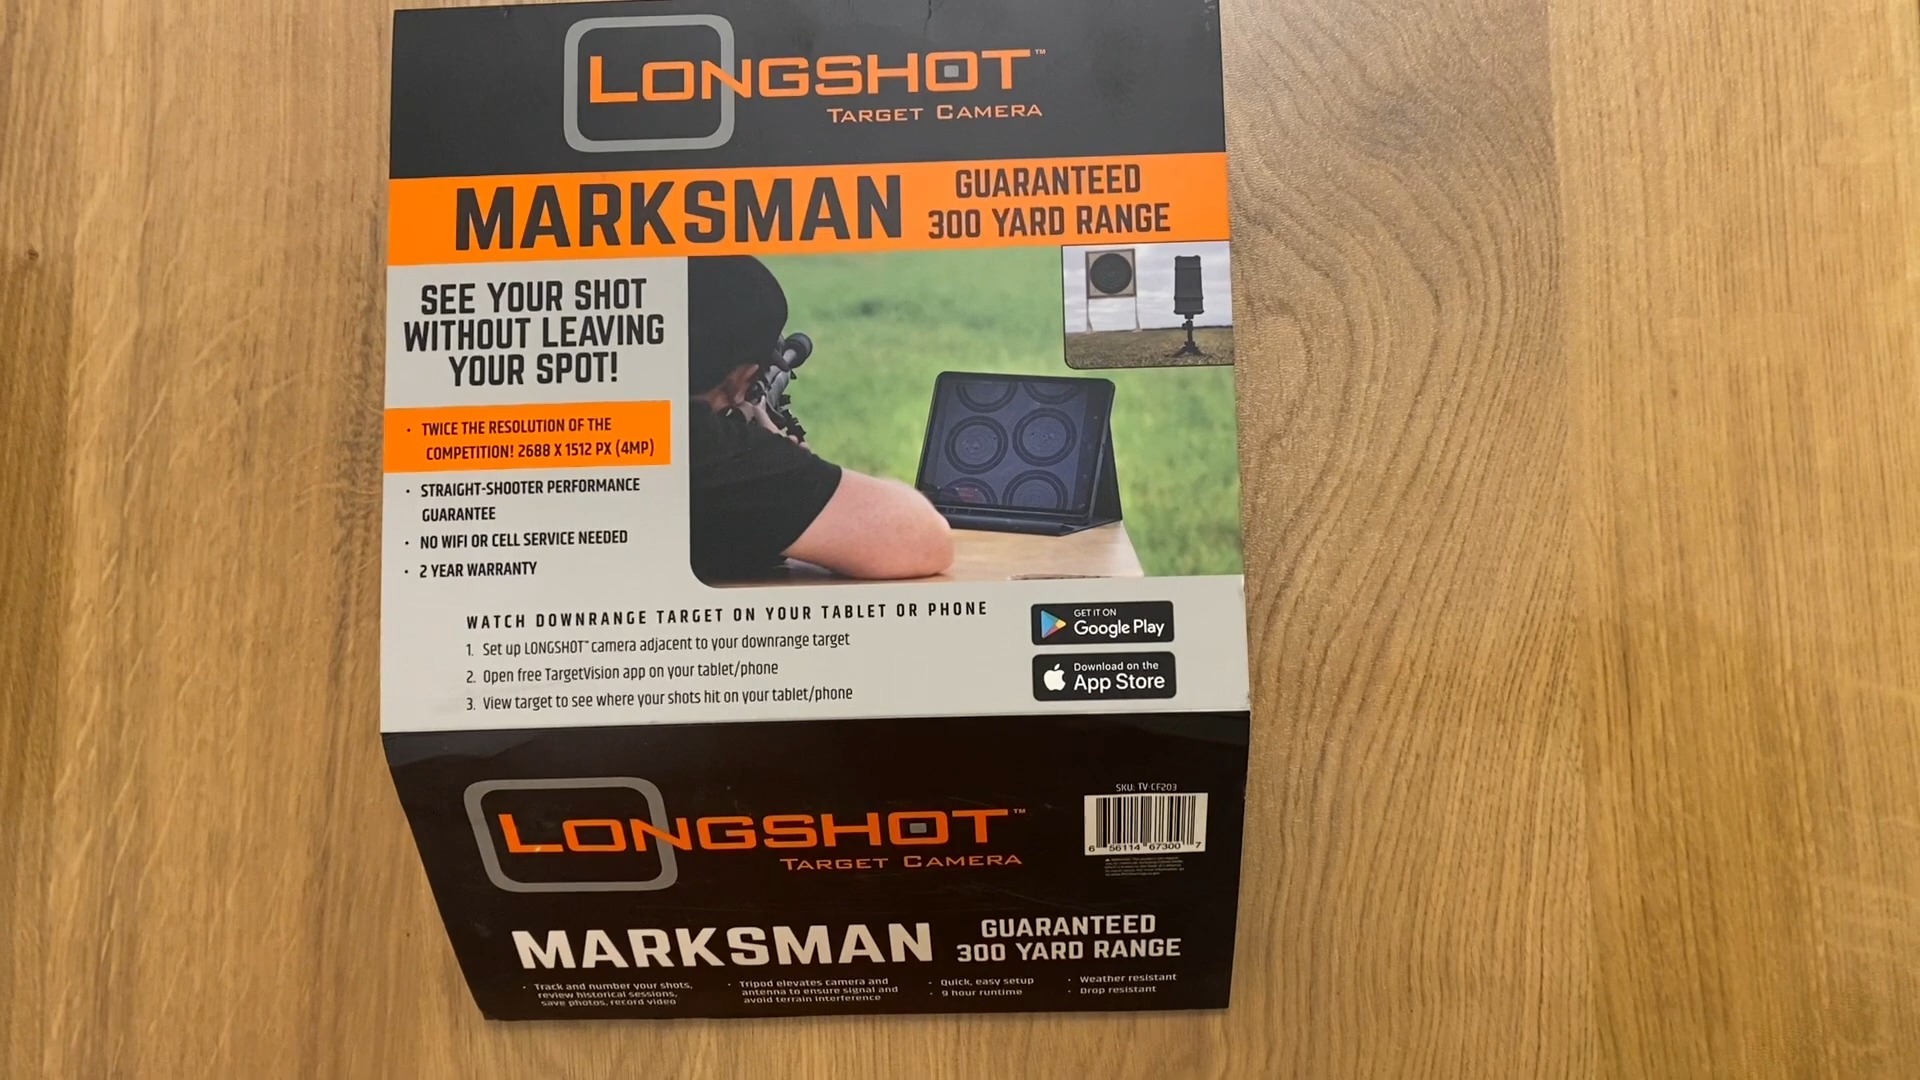 LONGSHOT™
TARGET CAMERA
MARKSMAN
GUARANTEED
300 YARD RANGE
SEE YOUR SHOT
WITHOUT LEAVING
YOUR SPOT!
• TWICE THE RESOLUTION OF THE
COMPETITION! 2688 X 1512 PX (4MP)
• STRAIGHT-SHOOTER PERFORMANCE
GUARANTEE
• NO WIFI OR CELL SERVICE NEEDED
• 2 YEAR WARRANTY
WATCH DOWNRANGE TARGET ON YOUR TABLET OR PHONE
1. Set up LONGSHOT™ camera adjacent to your downrange target
2. Open free TargetVision app on your tablet/phone
3. View target to see where your shots hit on your tablet/phone
GET IT ON
Google Play
Download on the
App Store
LONGSHOT™
TARGET CAMERA
SKU: TV-CF203
6 56114 67300 7
MARKSMAN
GUARANTEED
300 YARD RANGE
• Track and number your shots,
review historical sessions,
save photos, record video
• Tripod elevates camera and
antenna to ensure signal and
avoid terrain interference
• Quick, easy setup
• 9 hour runtime
• Weather resistant
• Drop resistant